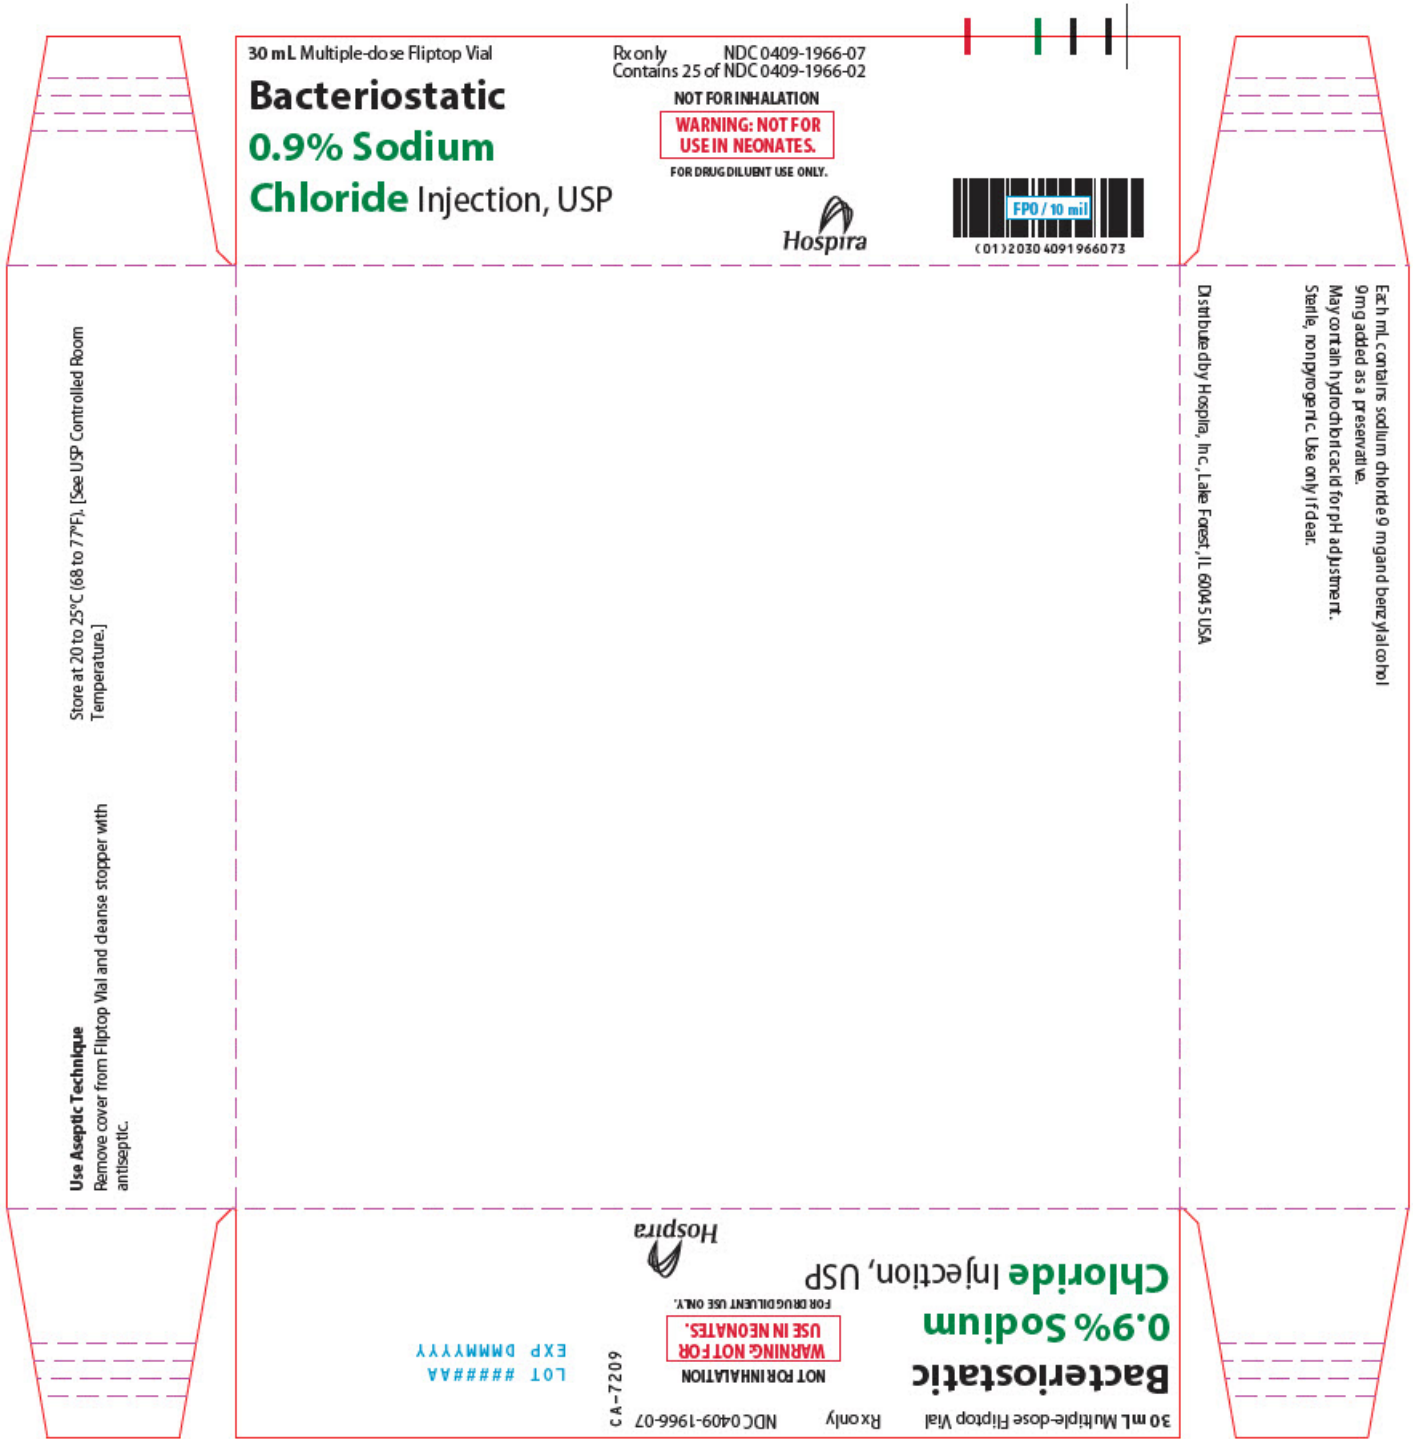 30 mL Multiple-dose Fliptop Vial
Bacteriostatic
0.9% Sodium
Chloride Injection, USP
Rx only NDC 0409-1966-07
Contains 25 of NDC 0409-1966-02
NOT FOR INHALATION
WARNING: NOT FOR
USE IN NEONATES.
FOR DRUG DILUENT USE ONLY.
Hospira
FPO / 10 mil
(01)20304091966073
Store at 20 to 25°C (68 to 77°F). [See USP Controlled Room
Temperature.]
Use Aseptic Technique
Remove cover from Fliptop Vial and cleanse stopper with
antiseptic.
Each mL contains sodium chloride 9 mg and benzyl alcohol
9 mg added as a preservative.
May contain hydrochloric acid for pH adjustment.
Sterile, nonpyrogenic. Use only if clear.
Distributed by Hospira, Inc., Lake Forest, IL 60045 USA
30 mL Multiple-dose Fliptop Vial Rx only NDC 0409-1966-07
Bacteriostatic
0.9% Sodium
Chloride Injection, USP
NOT FOR INHALATION
WARNING: NOT FOR
USE IN NEONATES.
FOR DRUG DILUENT USE ONLY.
Hospira
CA-7209
LOT ######AA
EXP DMMMYYYY